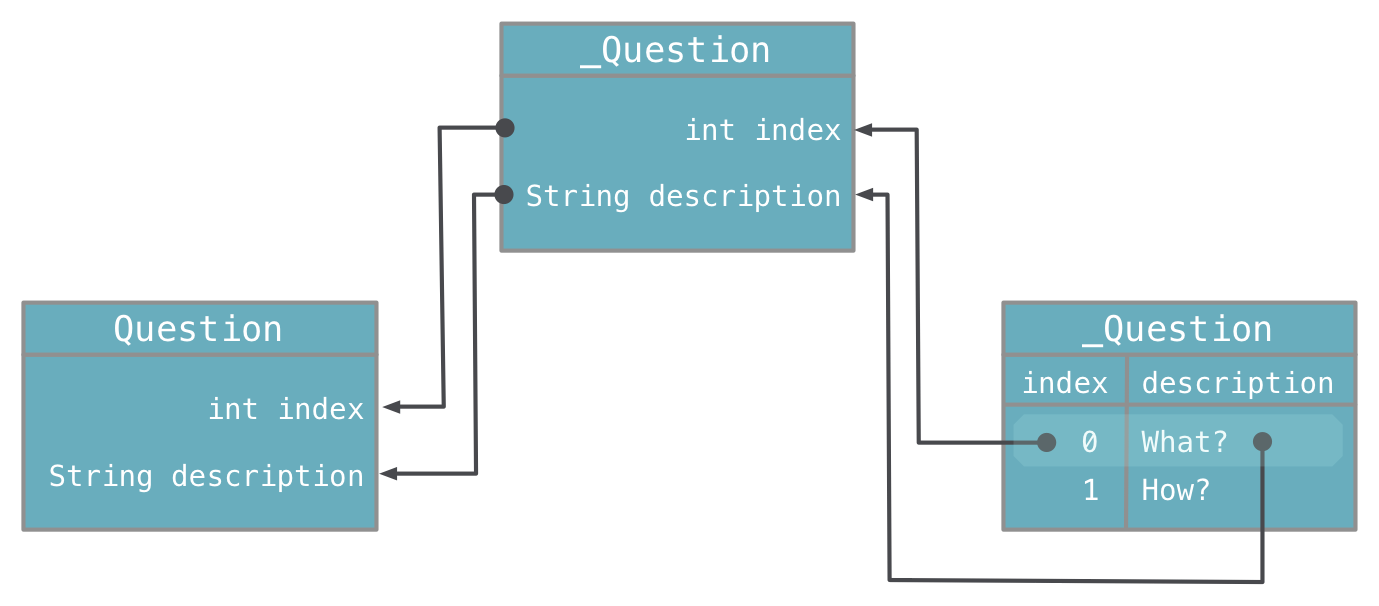 _Question
int index
String description
Question
int index
String description
_Question
index description
0 What?
1 How?